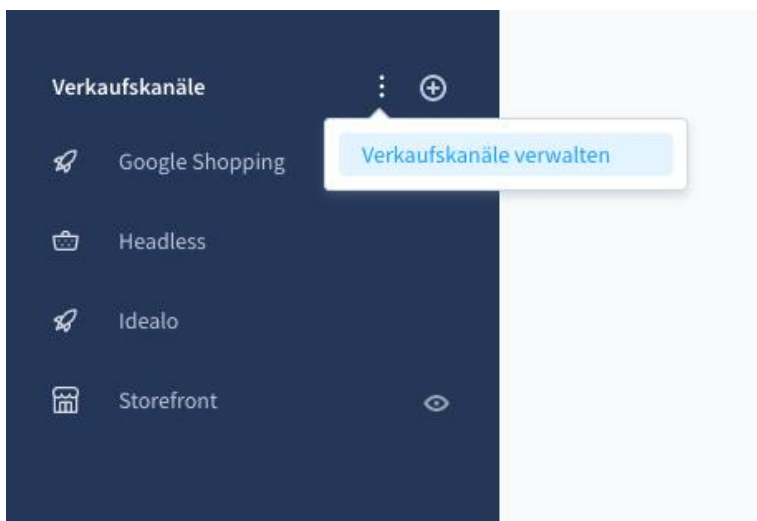 Verkaufskanäle
Google Shopping
Verkaufskanäle verwalten
Headless
Idealo
Storefront